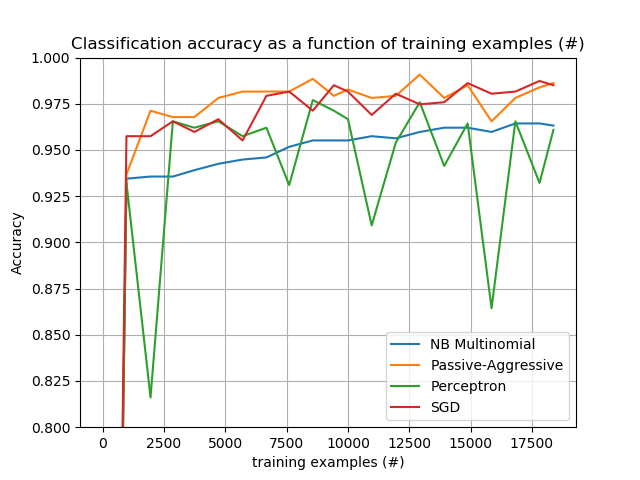 Classification accuracy as a function of training examples (#)
1.000
0.975
0.950
0.925
0.900
0.875
0.850
0.825
0.800
Accuracy
NB Multinomial
Passive-Aggressive
Perceptron
SGD
0 2500 5000 7500 10000 12500 15000 17500
training examples (#)